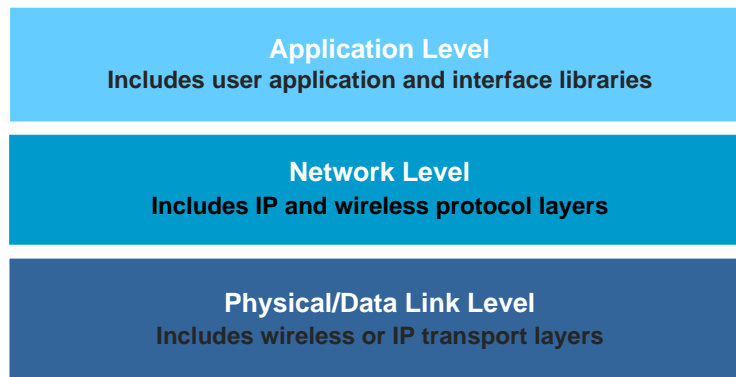 Application Level
Includes user application and interface libraries
Network Level
Includes IP and wireless protocol layers
Physical/Data Link Level
Includes wireless or IP transport layers